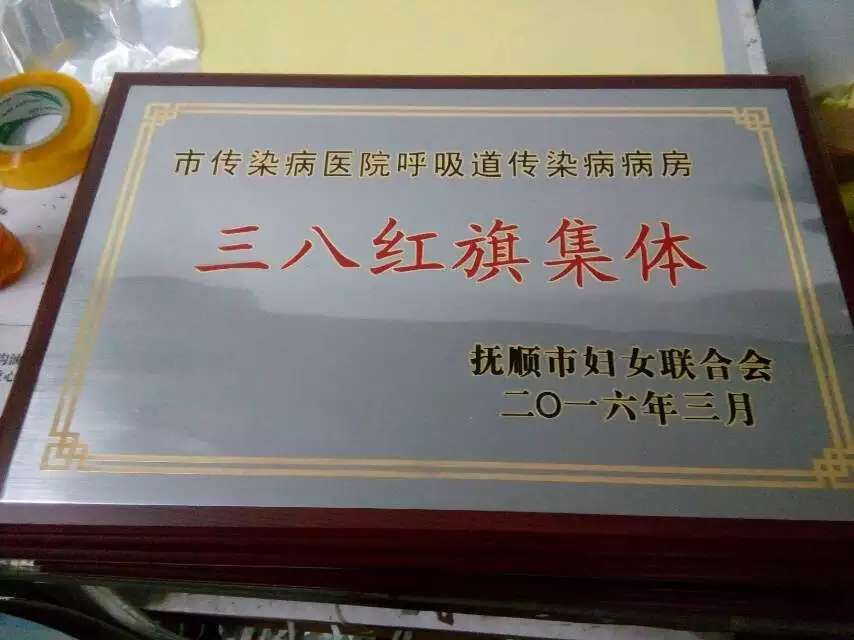 市传染病医院呼吸道传染病病房
三八红旗集体
抚顺市妇女联合会
二〇一六年三月